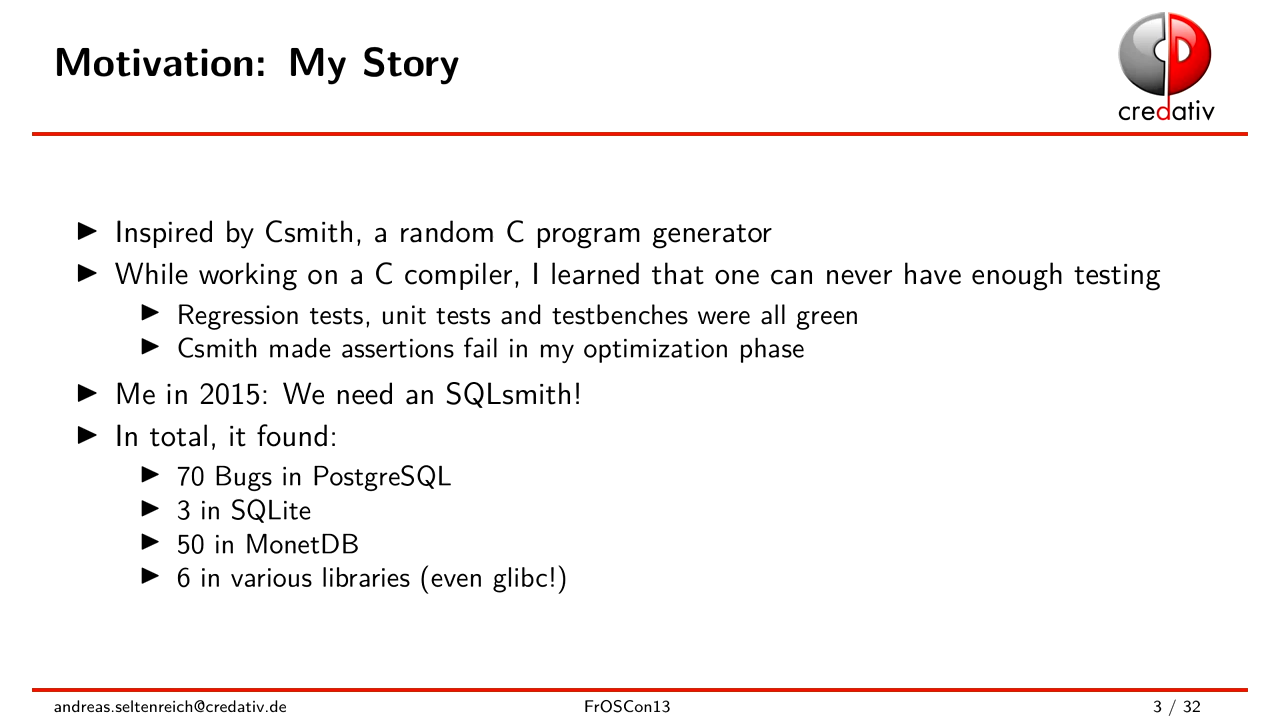 Motivation: My Story
credativ
▶ Inspired by Csmith, a random C program generator
▶ While working on a C compiler, I learned that one can never have enough testing
▶ Regression tests, unit tests and testbenches were all green
▶ Csmith made assertions fail in my optimization phase
▶ Me in 2015: We need an SQLsmith!
▶ In total, it found:
▶ 70 Bugs in PostgreSQL
▶ 3 in SQLite
▶ 50 in MonetDB
▶ 6 in various libraries (even glibc!)
andreas.seltenreich@credativ.de FrOSCon13 3 / 32